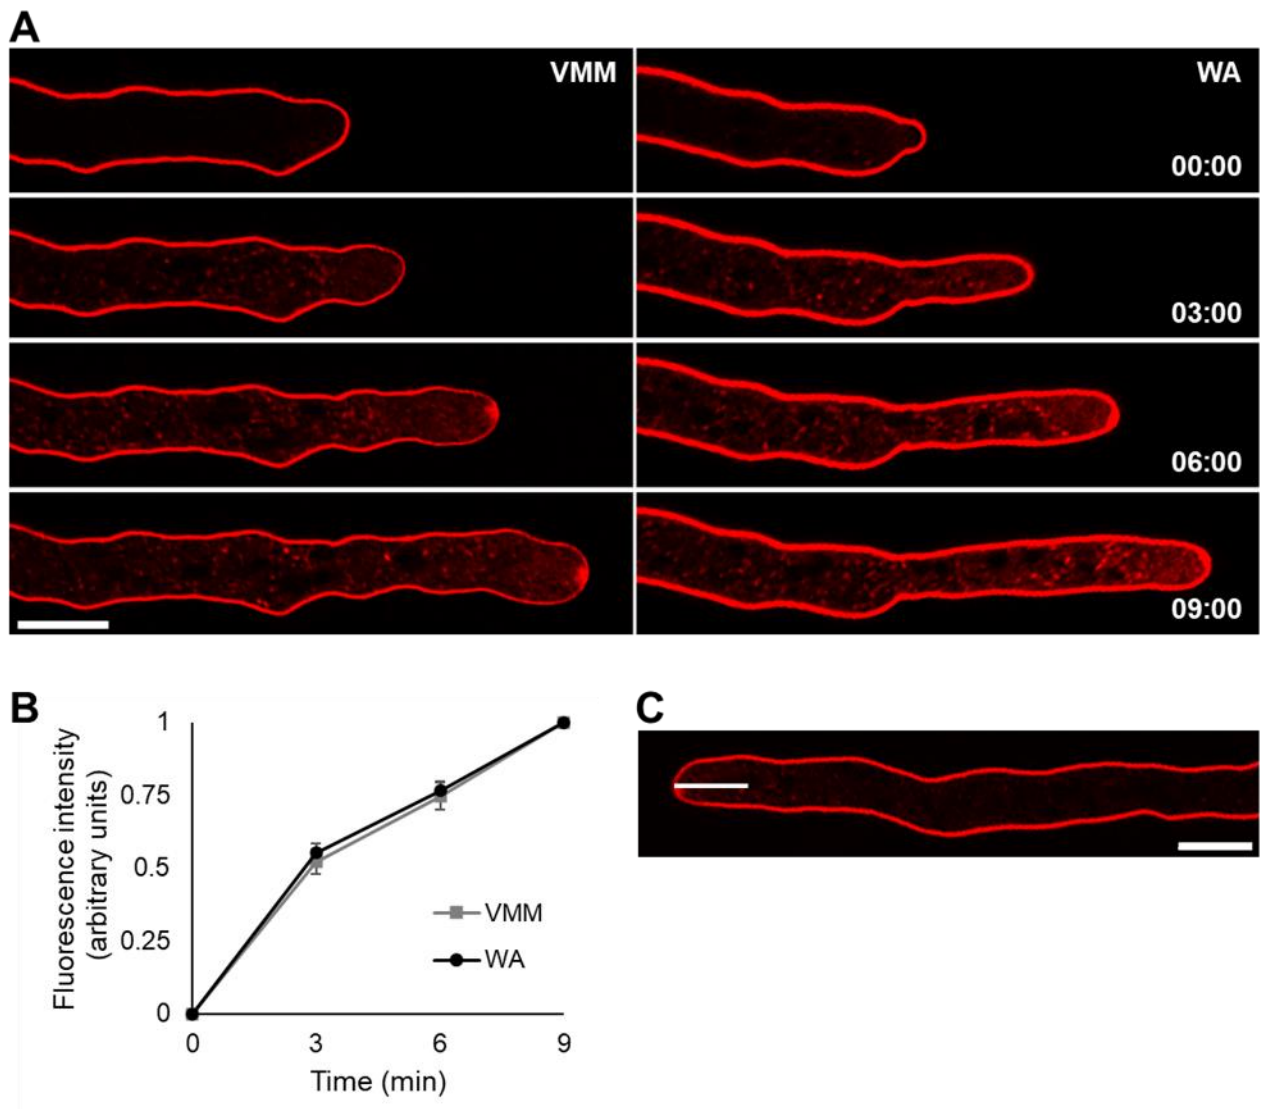 A
VMM
WA
00:00
03:00
06:00
09:00
B
Fluorescence intensity
(arbitrary units)
1
0.75
0.5
0.25
0
VMM
WA
0 3 6 9
Time (min)
C